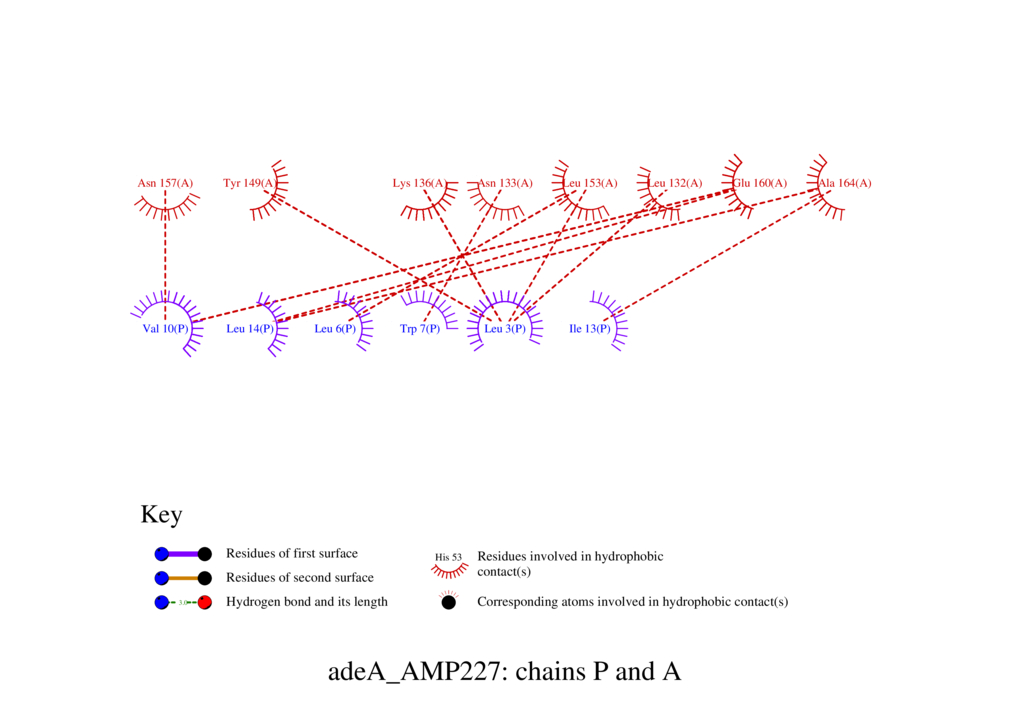 Asn 157(A) Tyr 149(A) Lys 136(A) Asn 133(A) Leu 153(A) Leu 132(A) Glu 160(A) Ala 164(A)
Val 10(P) Leu 14(P) Leu 6(P) Trp 7(P) Leu 3(P) Ile 13(P)
Key
Residues of first surface
Residues of second surface
3.0
Hydrogen bond and its length
His 53
Residues involved in hydrophobic
contact(s)
Corresponding atoms involved in hydrophobic contact(s)
adeA_AMP227: chains P and A